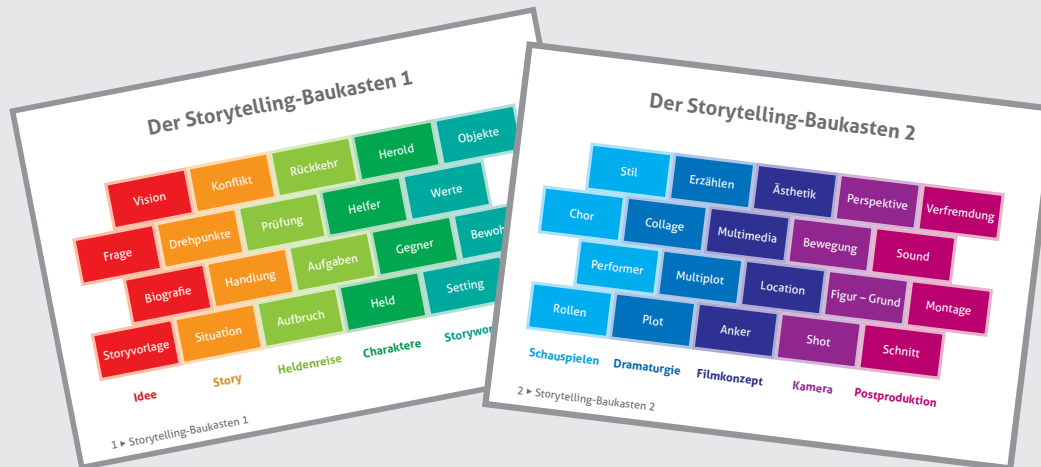 Der Storytelling-Baukasten 1
Vision Konflikt Rückkehr Herold Objekte
Frage Drehpunkte Prüfung Helfer Werte
Biografie Handlung Aufgaben Gegner
Storyvorlage Situation Aufbruch Held Setting
Idee Story Heldenreise Charaktere
1 ▸ Storytelling-Baukasten 1
Der Storytelling-Baukasten 2
Stil Erzählen Ästhetik Perspektive Verfremdung
Chor Collage Multimedia Bewegung Sound
Performer Multiplot Location Figur – Grund Montage
Rollen Plot Anker Shot Schnitt
Schauspielen Dramaturgie Filmkonzept Kamera Postproduktion
2 ▸ Storytelling-Baukasten 2